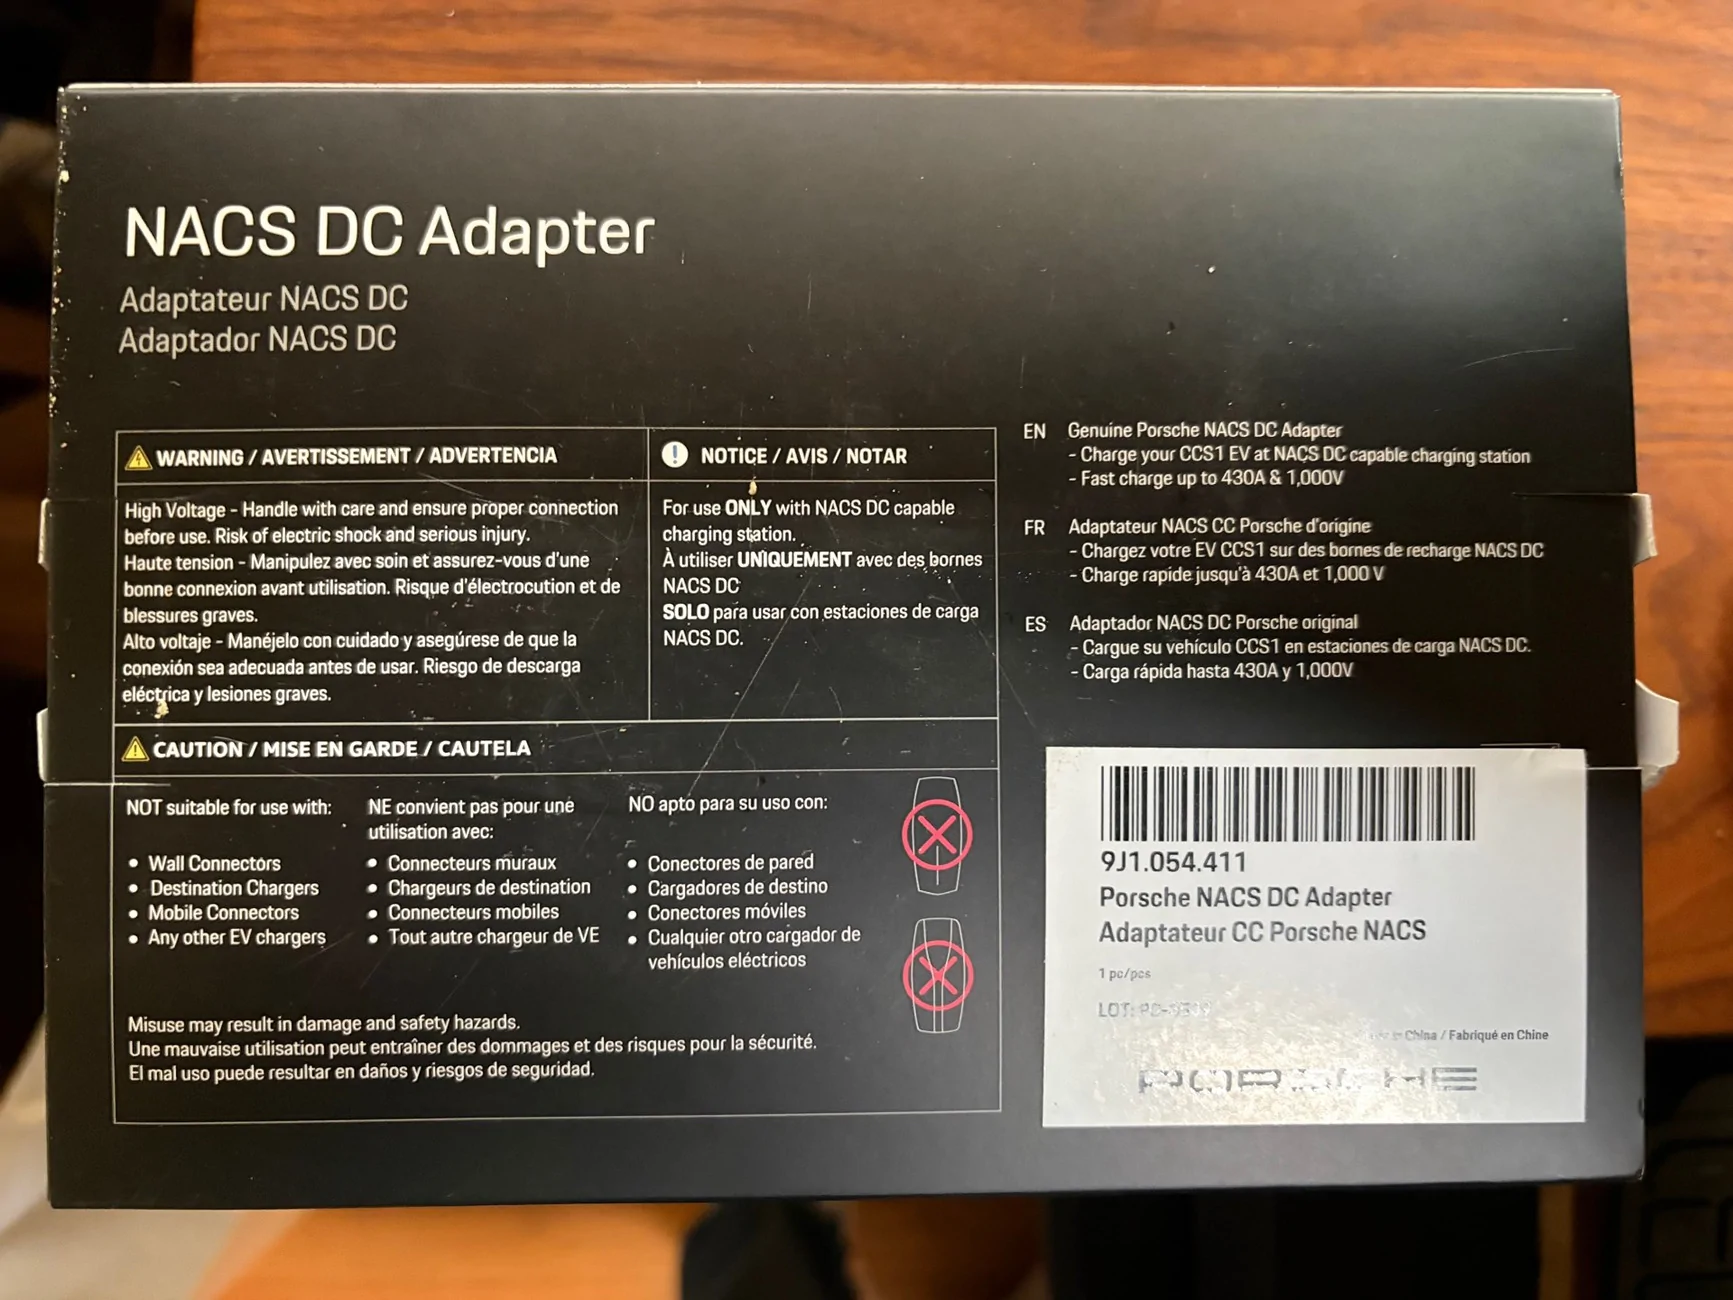 NACS DC Adapter
Adaptateur NACS DC
Adaptador NACS DC
WARNING / AVERTISSEMENT / ADVERTENCIA
High Voltage - Handle with care and ensure proper connection
before use. Risk of electric shock and serious injury.
Haute tension - Manipulez avec soin et assurez-vous d'une
bonne connexion avant utilisation. Risque d'électrocution et de
blessures graves.
Alto voltaje - Manéjelo con cuidado y asegúrese de que la
conexión sea adecuada antes de usar. Riesgo de descarga
eléctrica y lesiones graves.
NOTICE / AVIS / NOTAR
For use ONLY with NACS DC capable
charging station.
À utiliser UNIQUEMENT avec des bornes
NACS DC
SOLO para usar con estaciones de carga
NACS DC.
CAUTION / MISE EN GARDE / CAUTELA
NOT suitable for use with:
• Wall Connectors
• Destination Chargers
• Mobile Connectors
• Any other EV chargers
NE convient pas pour une
utilisation avec:
• Connecteurs muraux
• Chargeurs de destination
• Connecteurs mobiles
• Tout autre chargeur de VE
NO apto para su uso con:
• Conectores de pared
• Cargadores de destino
• Conectores móviles
• Cualquier otro cargador de
vehículos eléctricos
Misuse may result in damage and safety hazards.
Une mauvaise utilisation peut entraîner des dommages et des risques pour la sécurité.
El mal uso puede resultar en daños y riesgos de seguridad.
EN Genuine Porsche NACS DC Adapter
- Charge your CCS1 EV at NACS DC capable charging station
- Fast charge up to 430A & 1,000V
FR Adaptateur NACS CC Porsche d'origine
- Chargez votre EV CCS1 sur des bornes de recharge NACS DC
- Charge rapide jusqu'à 430A et 1,000 V
ES Adaptador NACS DC Porsche original
- Cargue su vehículo CCS1 en estaciones de carga NACS DC.
- Carga rápida hasta 430A y 1,000V
9J1.054.411
Porsche NACS DC Adapter
Adaptateur CC Porsche NACS
1 pc/pcs
LOT:
in China / Fabriqué en Chine
PORSCHE